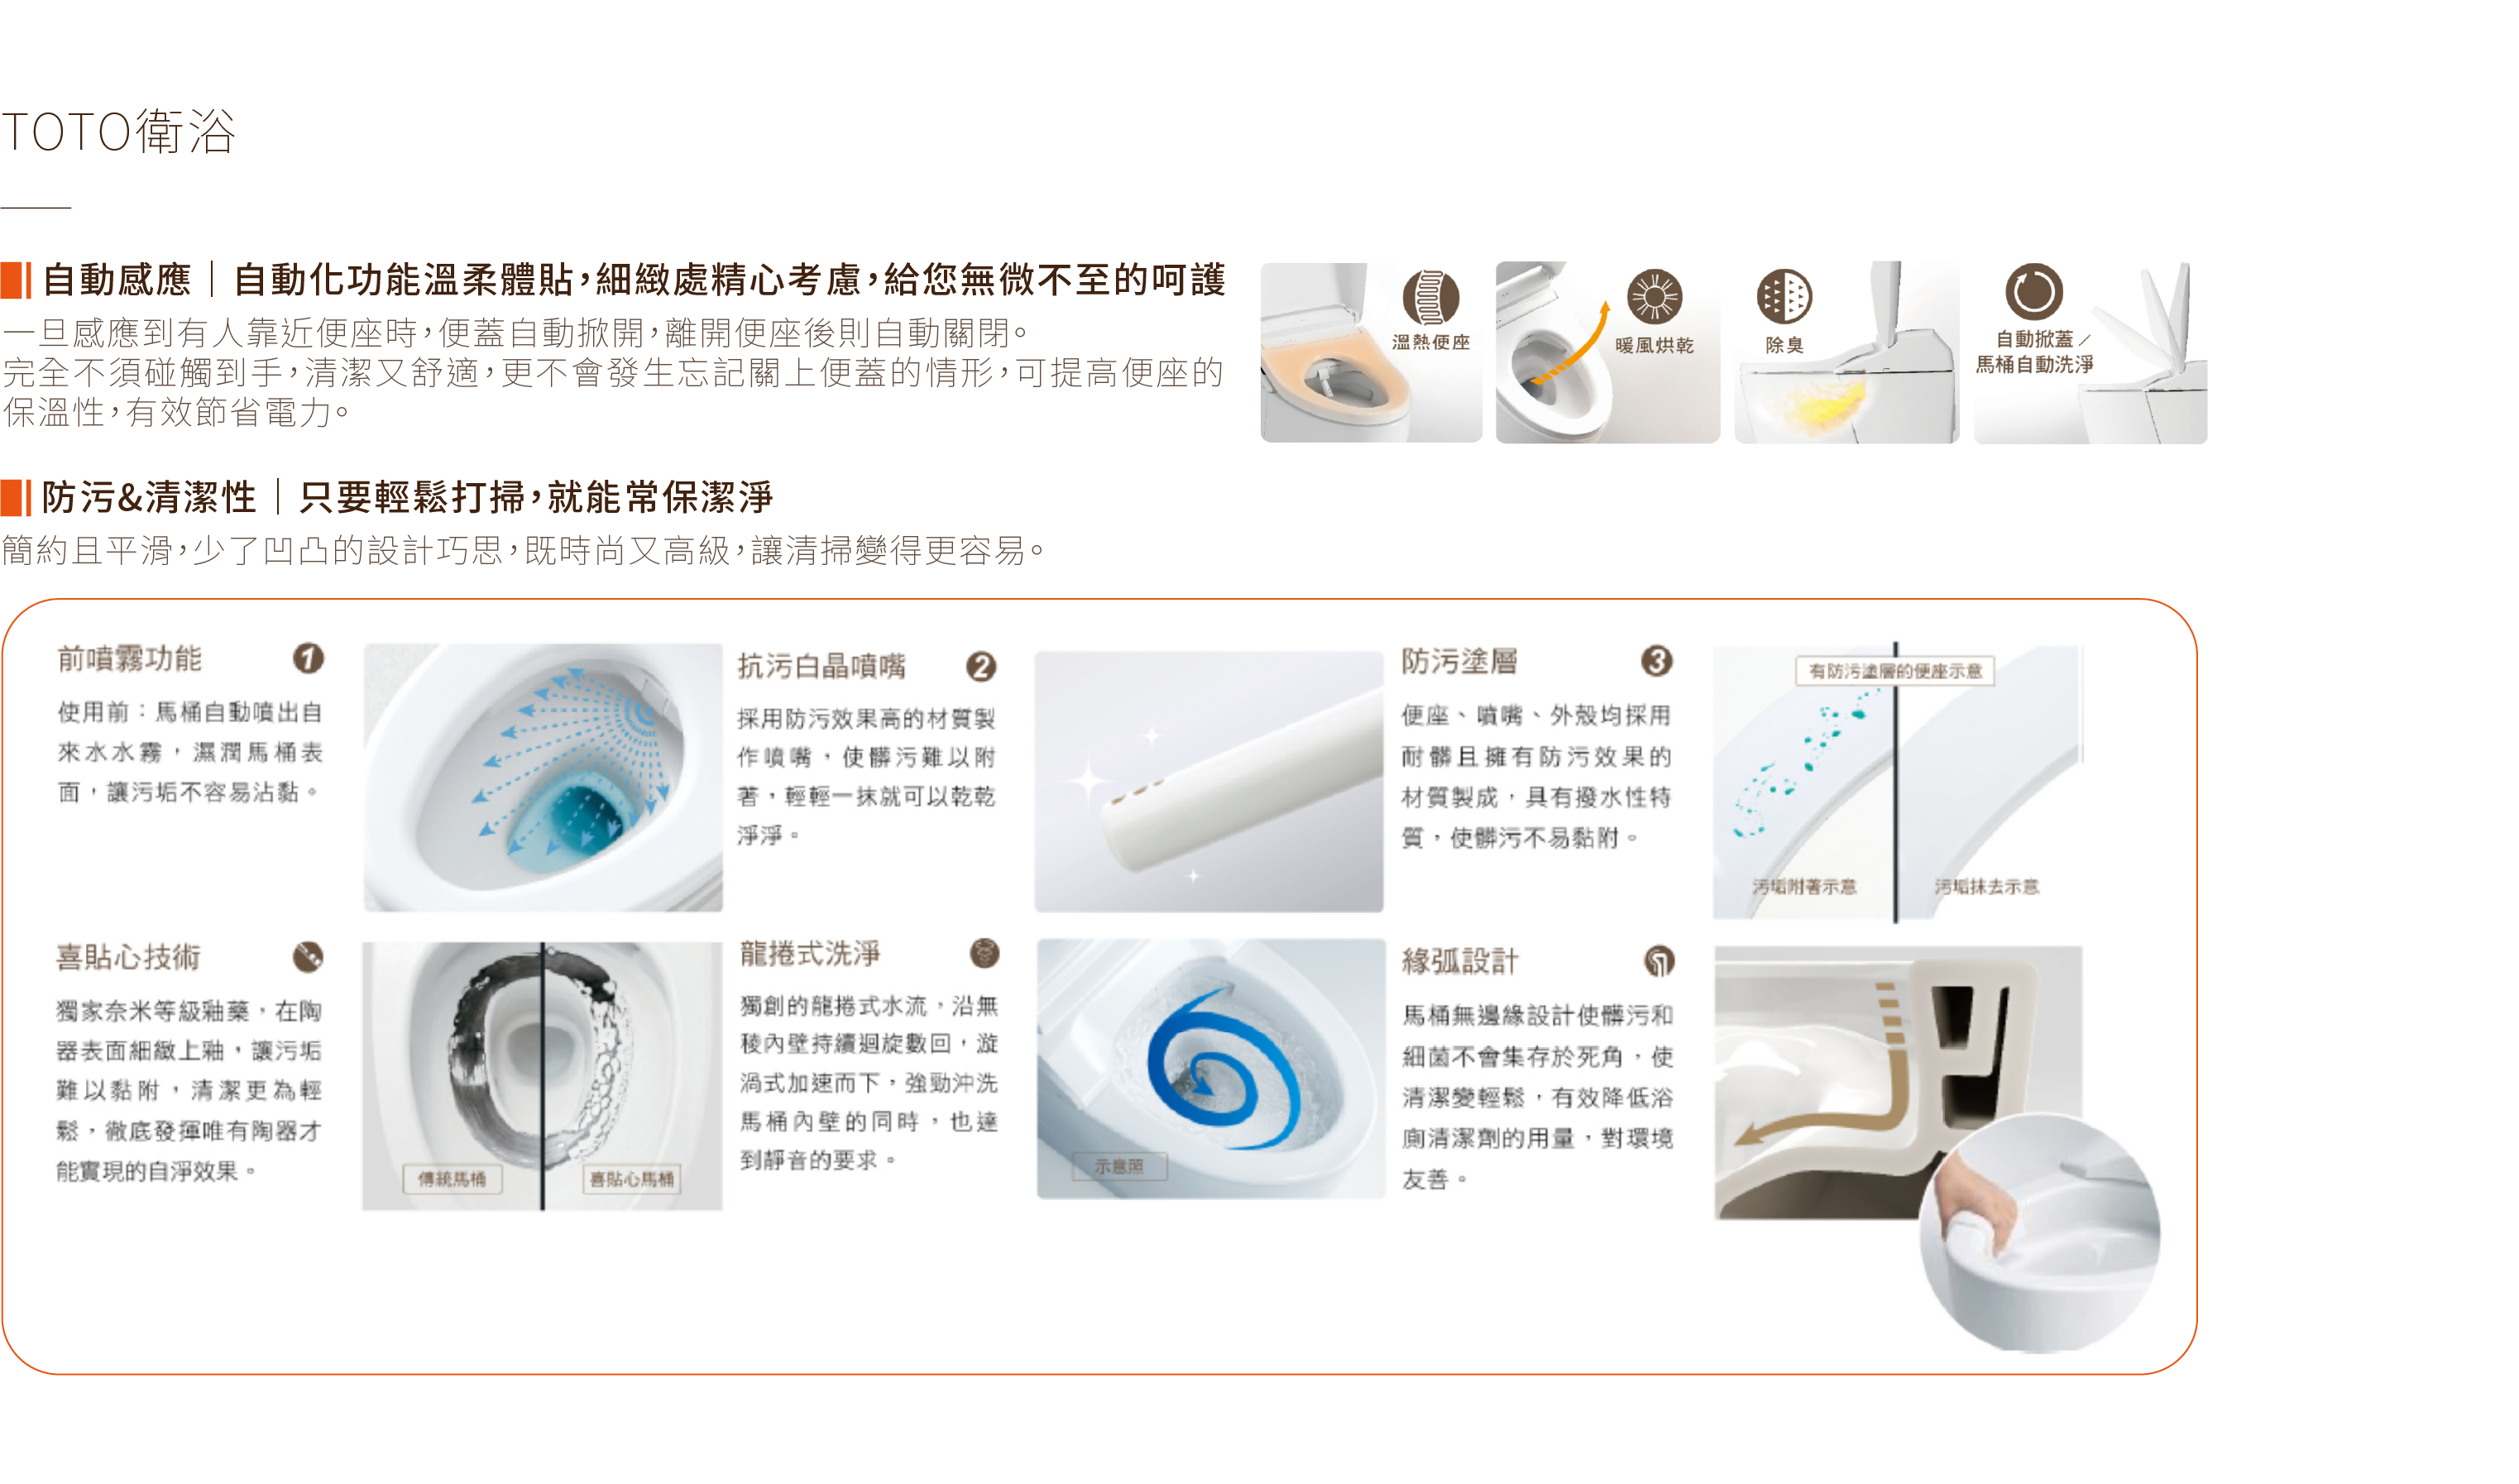 TOTO衛浴
自動感應｜自動化功能溫柔體貼，細緻處精心考慮，給您無微不至的呵護
一旦感應到有人靠近便座時，便蓋自動掀開，離開便座後則自動關閉。
完全不須碰觸到手，清潔又舒適，更不會發生忘記關上便蓋的情形，可提高便座的
保溫性，有效節省電力。
溫熱便座
暖風烘乾
除臭
自動掀蓋／
馬桶自動洗淨
防污&清潔性｜只要輕鬆打掃，就能常保潔淨
簡約且平滑，少了凹凸的設計巧思，既時尚又高級，讓清掃變得更容易。
前噴霧功能 1
使用前：馬桶自動噴出自
來水水霧，濕潤馬桶表
面，讓污垢不容易沾黏。
抗污白晶噴嘴 2
採用防污效果高的材質製
作噴嘴，使髒污難以附
著，輕輕一抹就可以乾乾
淨淨。
防污塗層 3
便座、噴嘴、外殼均採用
耐髒且擁有防污效果的
材質製成，具有撥水性特
質，使髒污不易黏附。
有防污塗層的便座示意
污垢附著示意
污垢抹去示意
喜貼心技術
獨家奈米等級釉藥，在陶
器表面細緻上釉，讓污垢
難以黏附，清潔更為輕
鬆，徹底發揮唯有陶器才
能實現的自淨效果。
傳統馬桶
喜貼心馬桶
龍捲式洗淨
獨創的龍捲式水流，沿無
稜內壁持續迴旋數回，漩
渦式加速而下，強勁沖洗
馬桶內壁的同時，也達
到靜音的要求。
示意照
緣弧設計
馬桶無邊緣設計使髒污和
細菌不會集存於死角，使
清潔變輕鬆，有效降低浴
廁清潔劑的用量，對環境
友善。